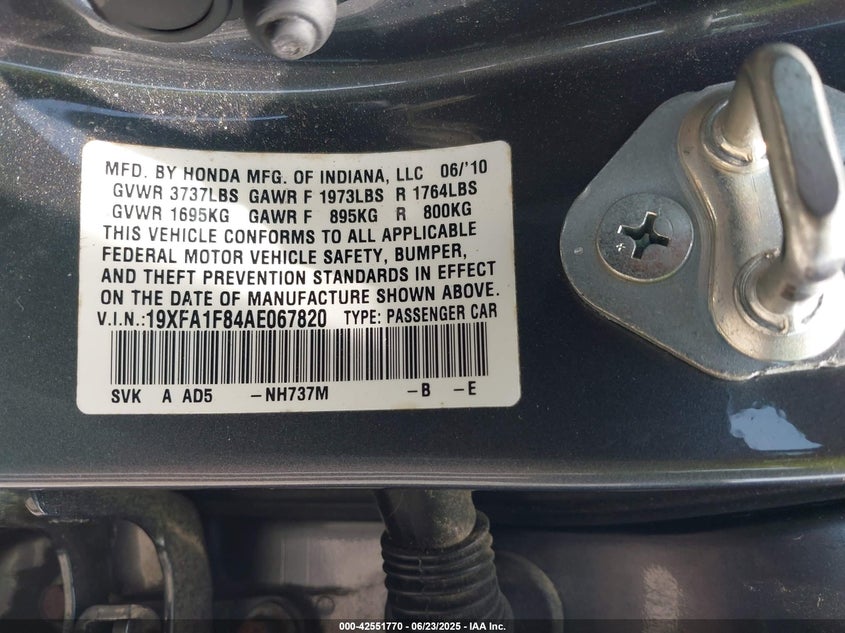 MFD. BY HONDA MFG. OF INDIANA, LLC 06/'10
GVWR 3737LBS GAWR F 1973LBS R 1764LBS
GVWR 1695KG GAWR F 895KG R 800KG
THIS VEHICLE CONFORMS TO ALL APPLICABLE
FEDERAL MOTOR VEHICLE SAFETY, BUMPER,
AND THEFT PREVENTION STANDARDS IN EFFECT
ON THE DATE OF MANUFACTURE SHOWN ABOVE.
V.I.N.:19XFA1F84AE067820 TYPE: PASSENGER CAR
SVK A AD5 -NH737M -B -E
000-42551770 - 06/23/2025 - IAA Inc.